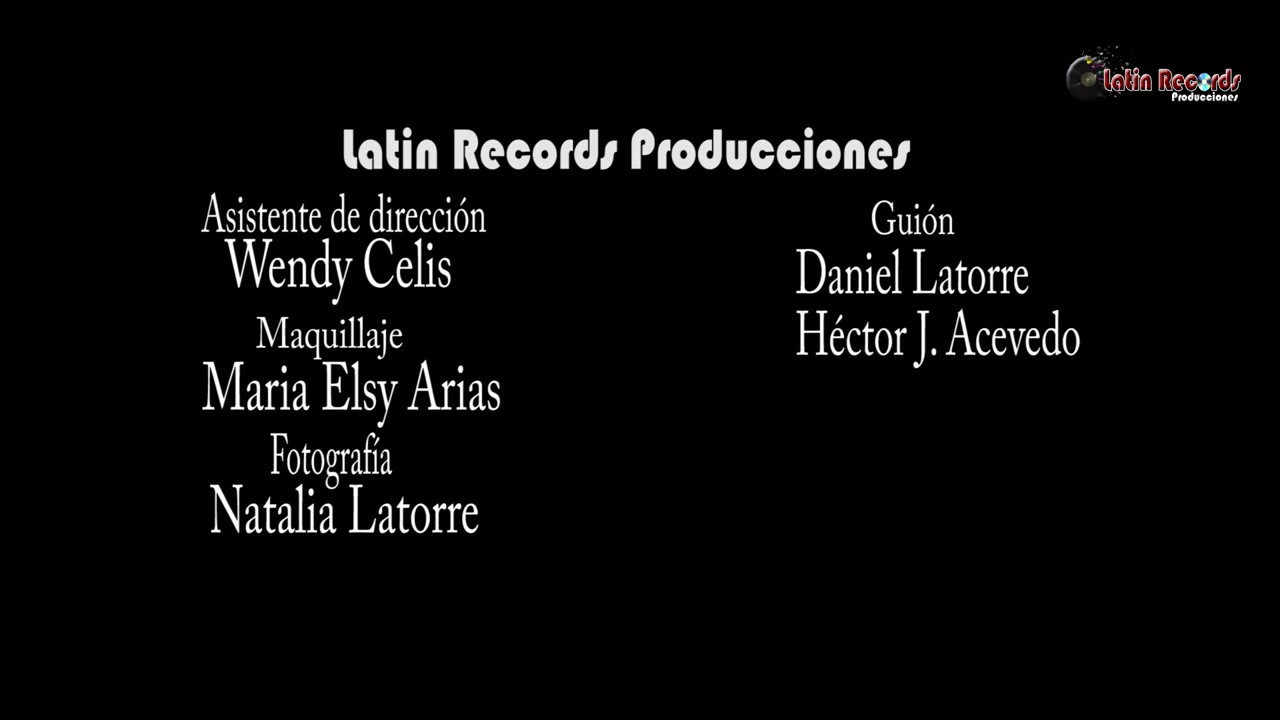 Latin Records
Producciones
Latin Records Producciones
Asistente de dirección
Wendy Celis
Maquillaje
Maria Elsy Arias
Fotografía
Natalia Latorre
Guión
Daniel Latorre
Héctor J. Acevedo